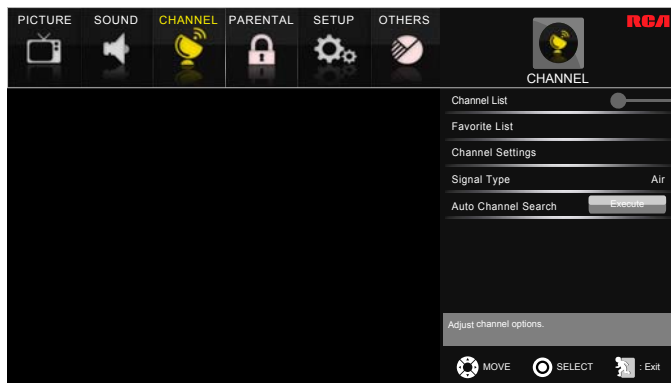 PICTURE SOUND CHANNEL PARENTAL SETUP OTHERS
RCA
CHANNEL
Channel List
Favorite List
Channel Settings
Signal Type Air
Auto Channel Search Execute
Adjust channel options.
MOVE SELECT : Exit